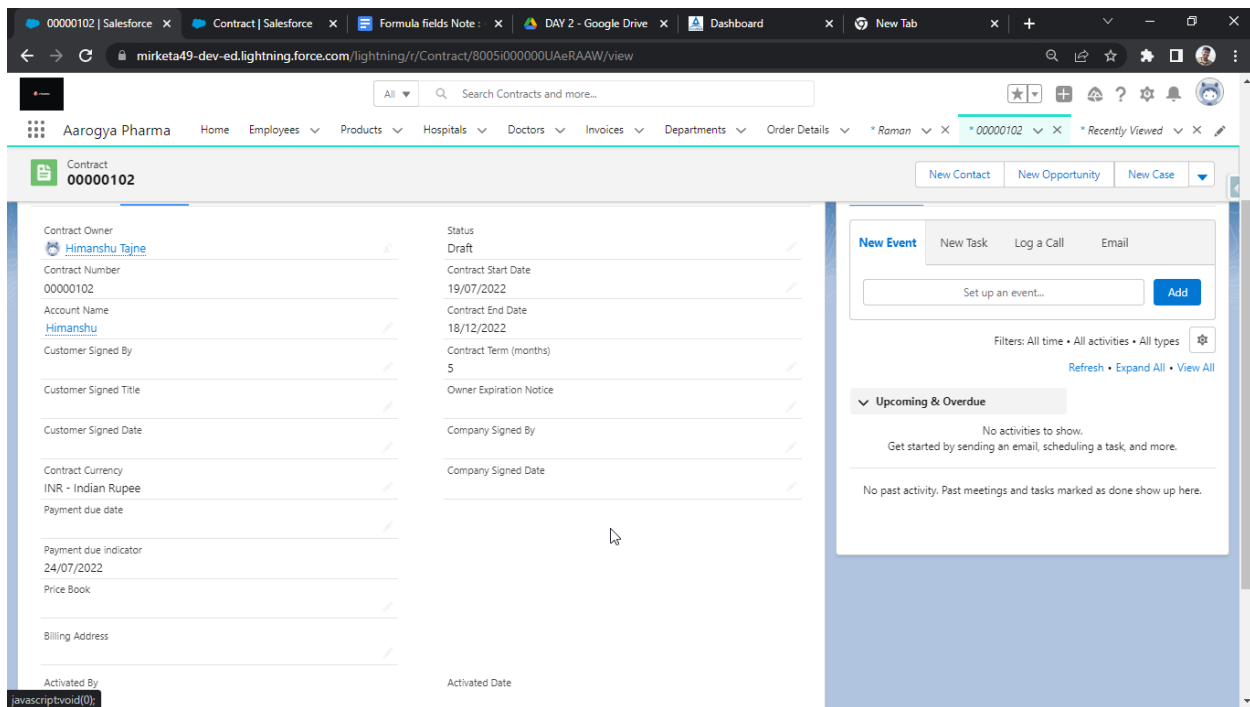 00000102 | Salesforce
Contract | Salesforce
Formula fields Note :
DAY 2 - Google Drive
Dashboard
New Tab
mirketa49-dev-ed.lightning.force.com/lightning/r/Contract/8005i000000UAeRAAW/view
All
Search Contracts and more...
Aarogya Pharma
Home
Employees
Products
Hospitals
Doctors
Invoices
Departments
Order Details
* Raman
* 00000102
* Recently Viewed
Contract
00000102
New Contact
New Opportunity
New Case
Contract Owner
Himanshu Tajne
Status
Draft
Contract Number
00000102
Contract Start Date
19/07/2022
Account Name
Himanshu
Contract End Date
18/12/2022
Customer Signed By
Contract Term (months)
5
Customer Signed Title
Owner Expiration Notice
Customer Signed Date
Company Signed By
Contract Currency
INR - Indian Rupee
Company Signed Date
Payment due date
Payment due indicator
24/07/2022
Price Book
Billing Address
Activated By
Activated Date
New Event
New Task
Log a Call
Email
Set up an event...
Add
Filters: All time • All activities • All types
Refresh • Expand All • View All
Upcoming & Overdue
No activities to show.
Get started by sending an email, scheduling a task, and more.
No past activity. Past meetings and tasks marked as done show up here.
javascript:void(0);